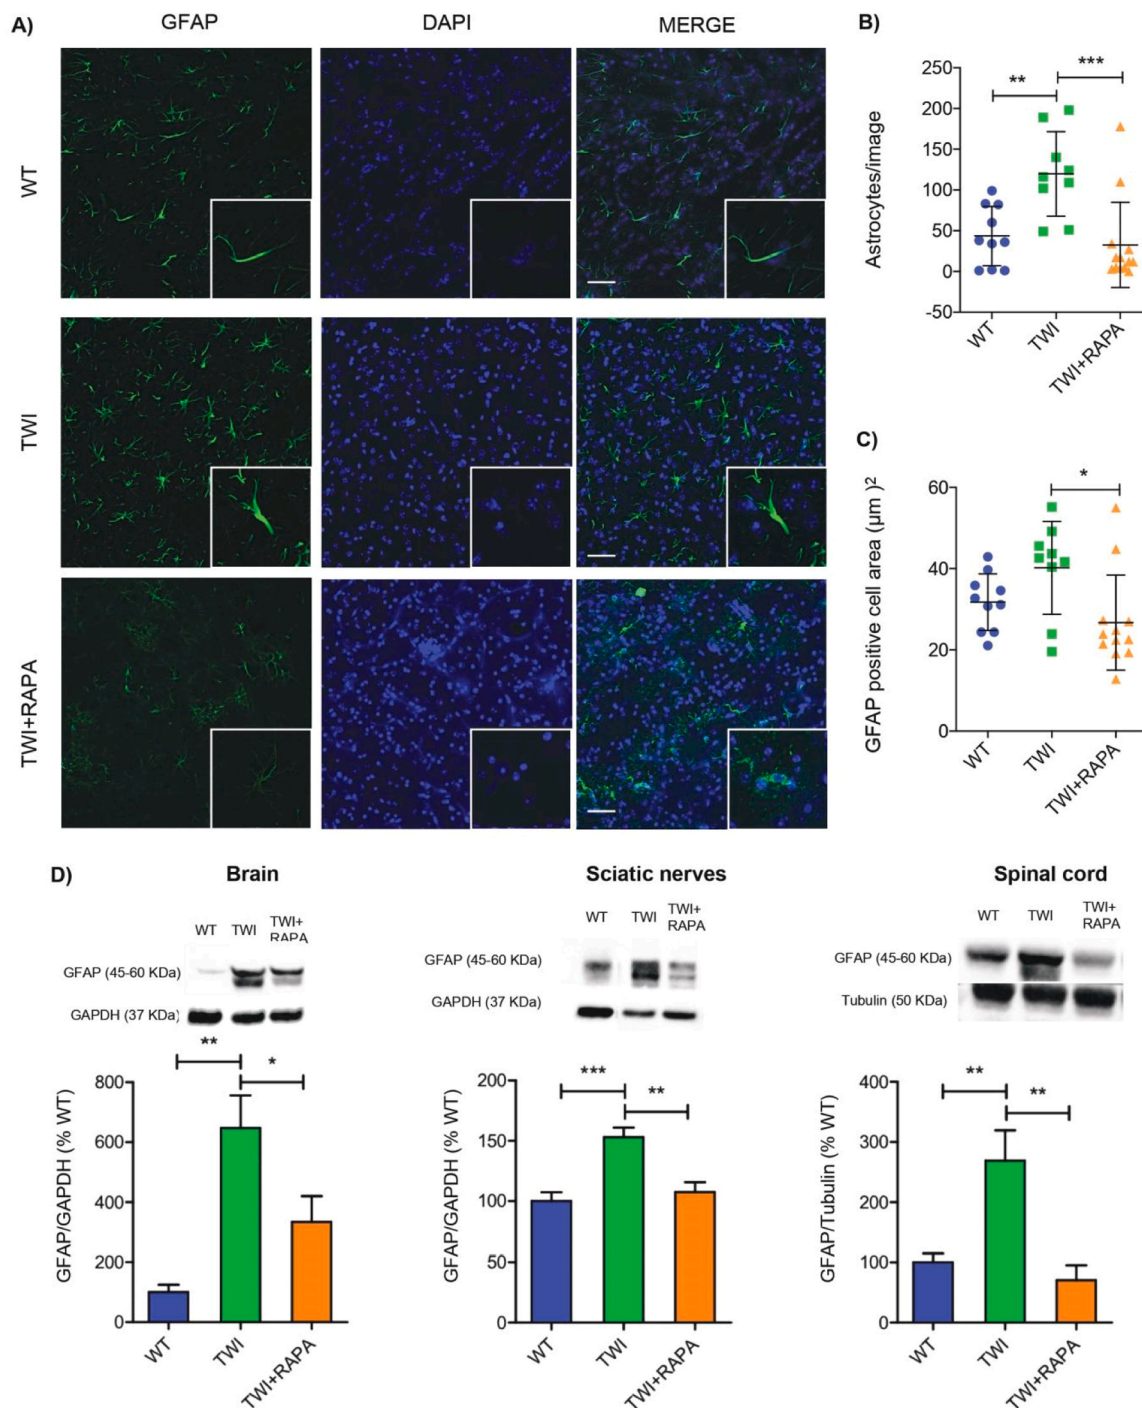 A)
GFAP
DAPI
MERGE
WT
TWI
TWI+RAPA
B)
Astrocytes/image
**
***
250
200
150
100
50
0
-50
WT
TWI
TWI+RAPA
C)
GFAP positive cell area (µm )²
*
60
40
20
0
WT
TWI
TWI+RAPA
D)
Brain
WT
TWI
TWI+
RAPA
GFAP (45-60 KDa)
GAPDH (37 KDa)
**
*
GFAP/GAPDH (% WT)
800
600
400
200
0
WT
TWI
TWI+RAPA
Sciatic nerves
WT
TWI
TWI+
RAPA
GFAP (45-60 KDa)
GAPDH (37 KDa)
***
**
GFAP/GAPDH (% WT)
200
150
100
50
0
WT
TWI
TWI+RAPA
Spinal cord
WT
TWI
TWI+
RAPA
GFAP (45-60 KDa)
Tubulin (50 KDa)
**
**
GFAP/Tubulin (% WT)
400
300
200
100
0
WT
TWI
TWI+RAPA